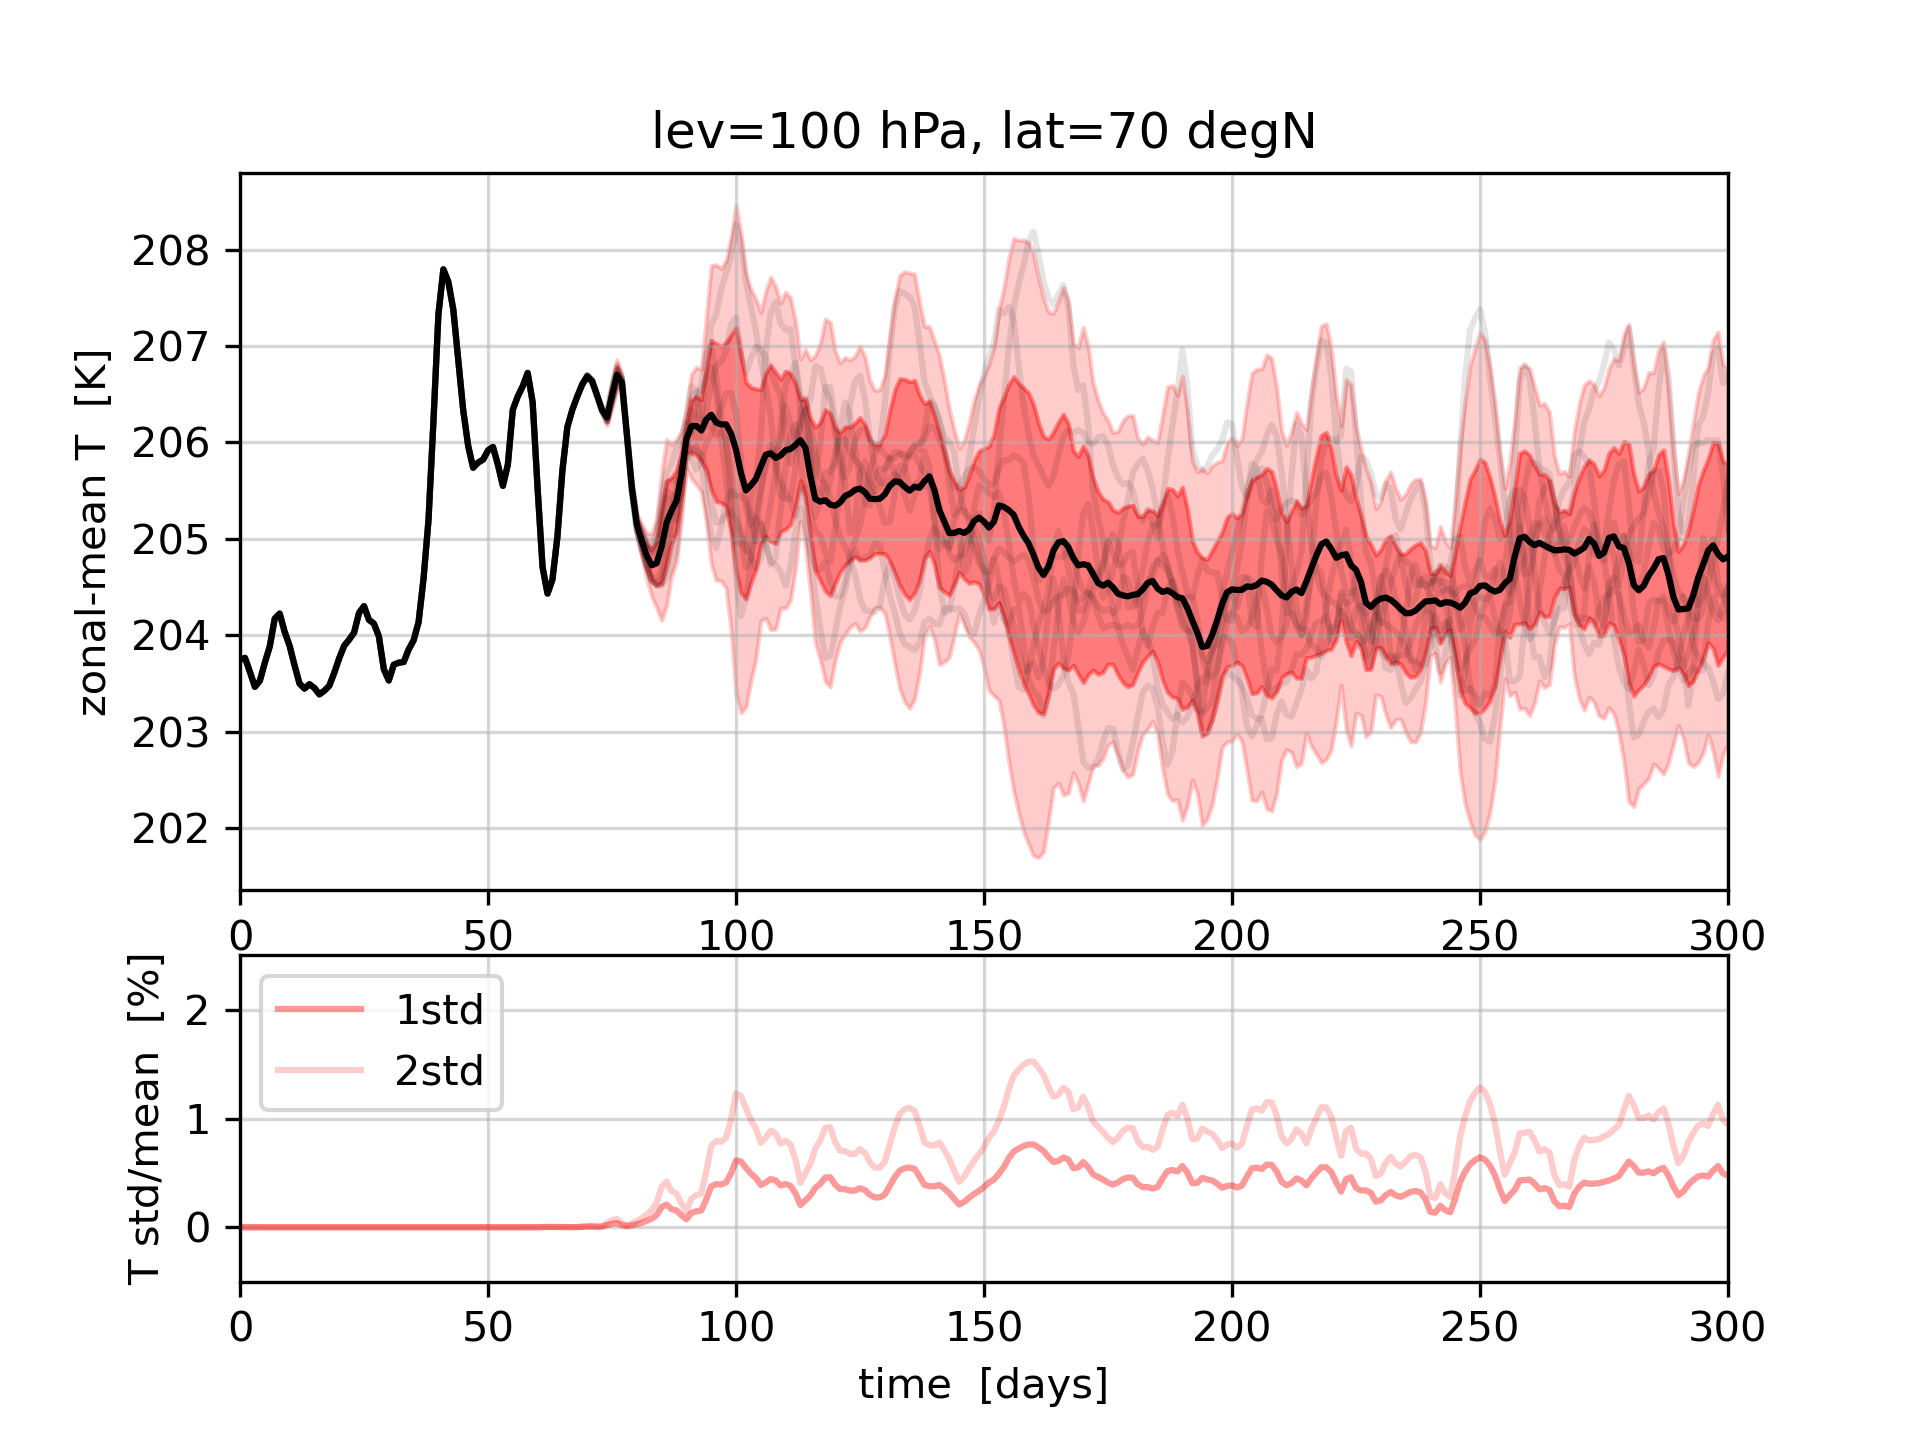 lev=100 hPa, lat=70 degN
zonal-mean T [K]
208
207
206
205
204
203
202
0 50 100 150 200 250 300
T std/mean [%]
2
1
0
1std
2std
0 50 100 150 200 250 300
time [days]